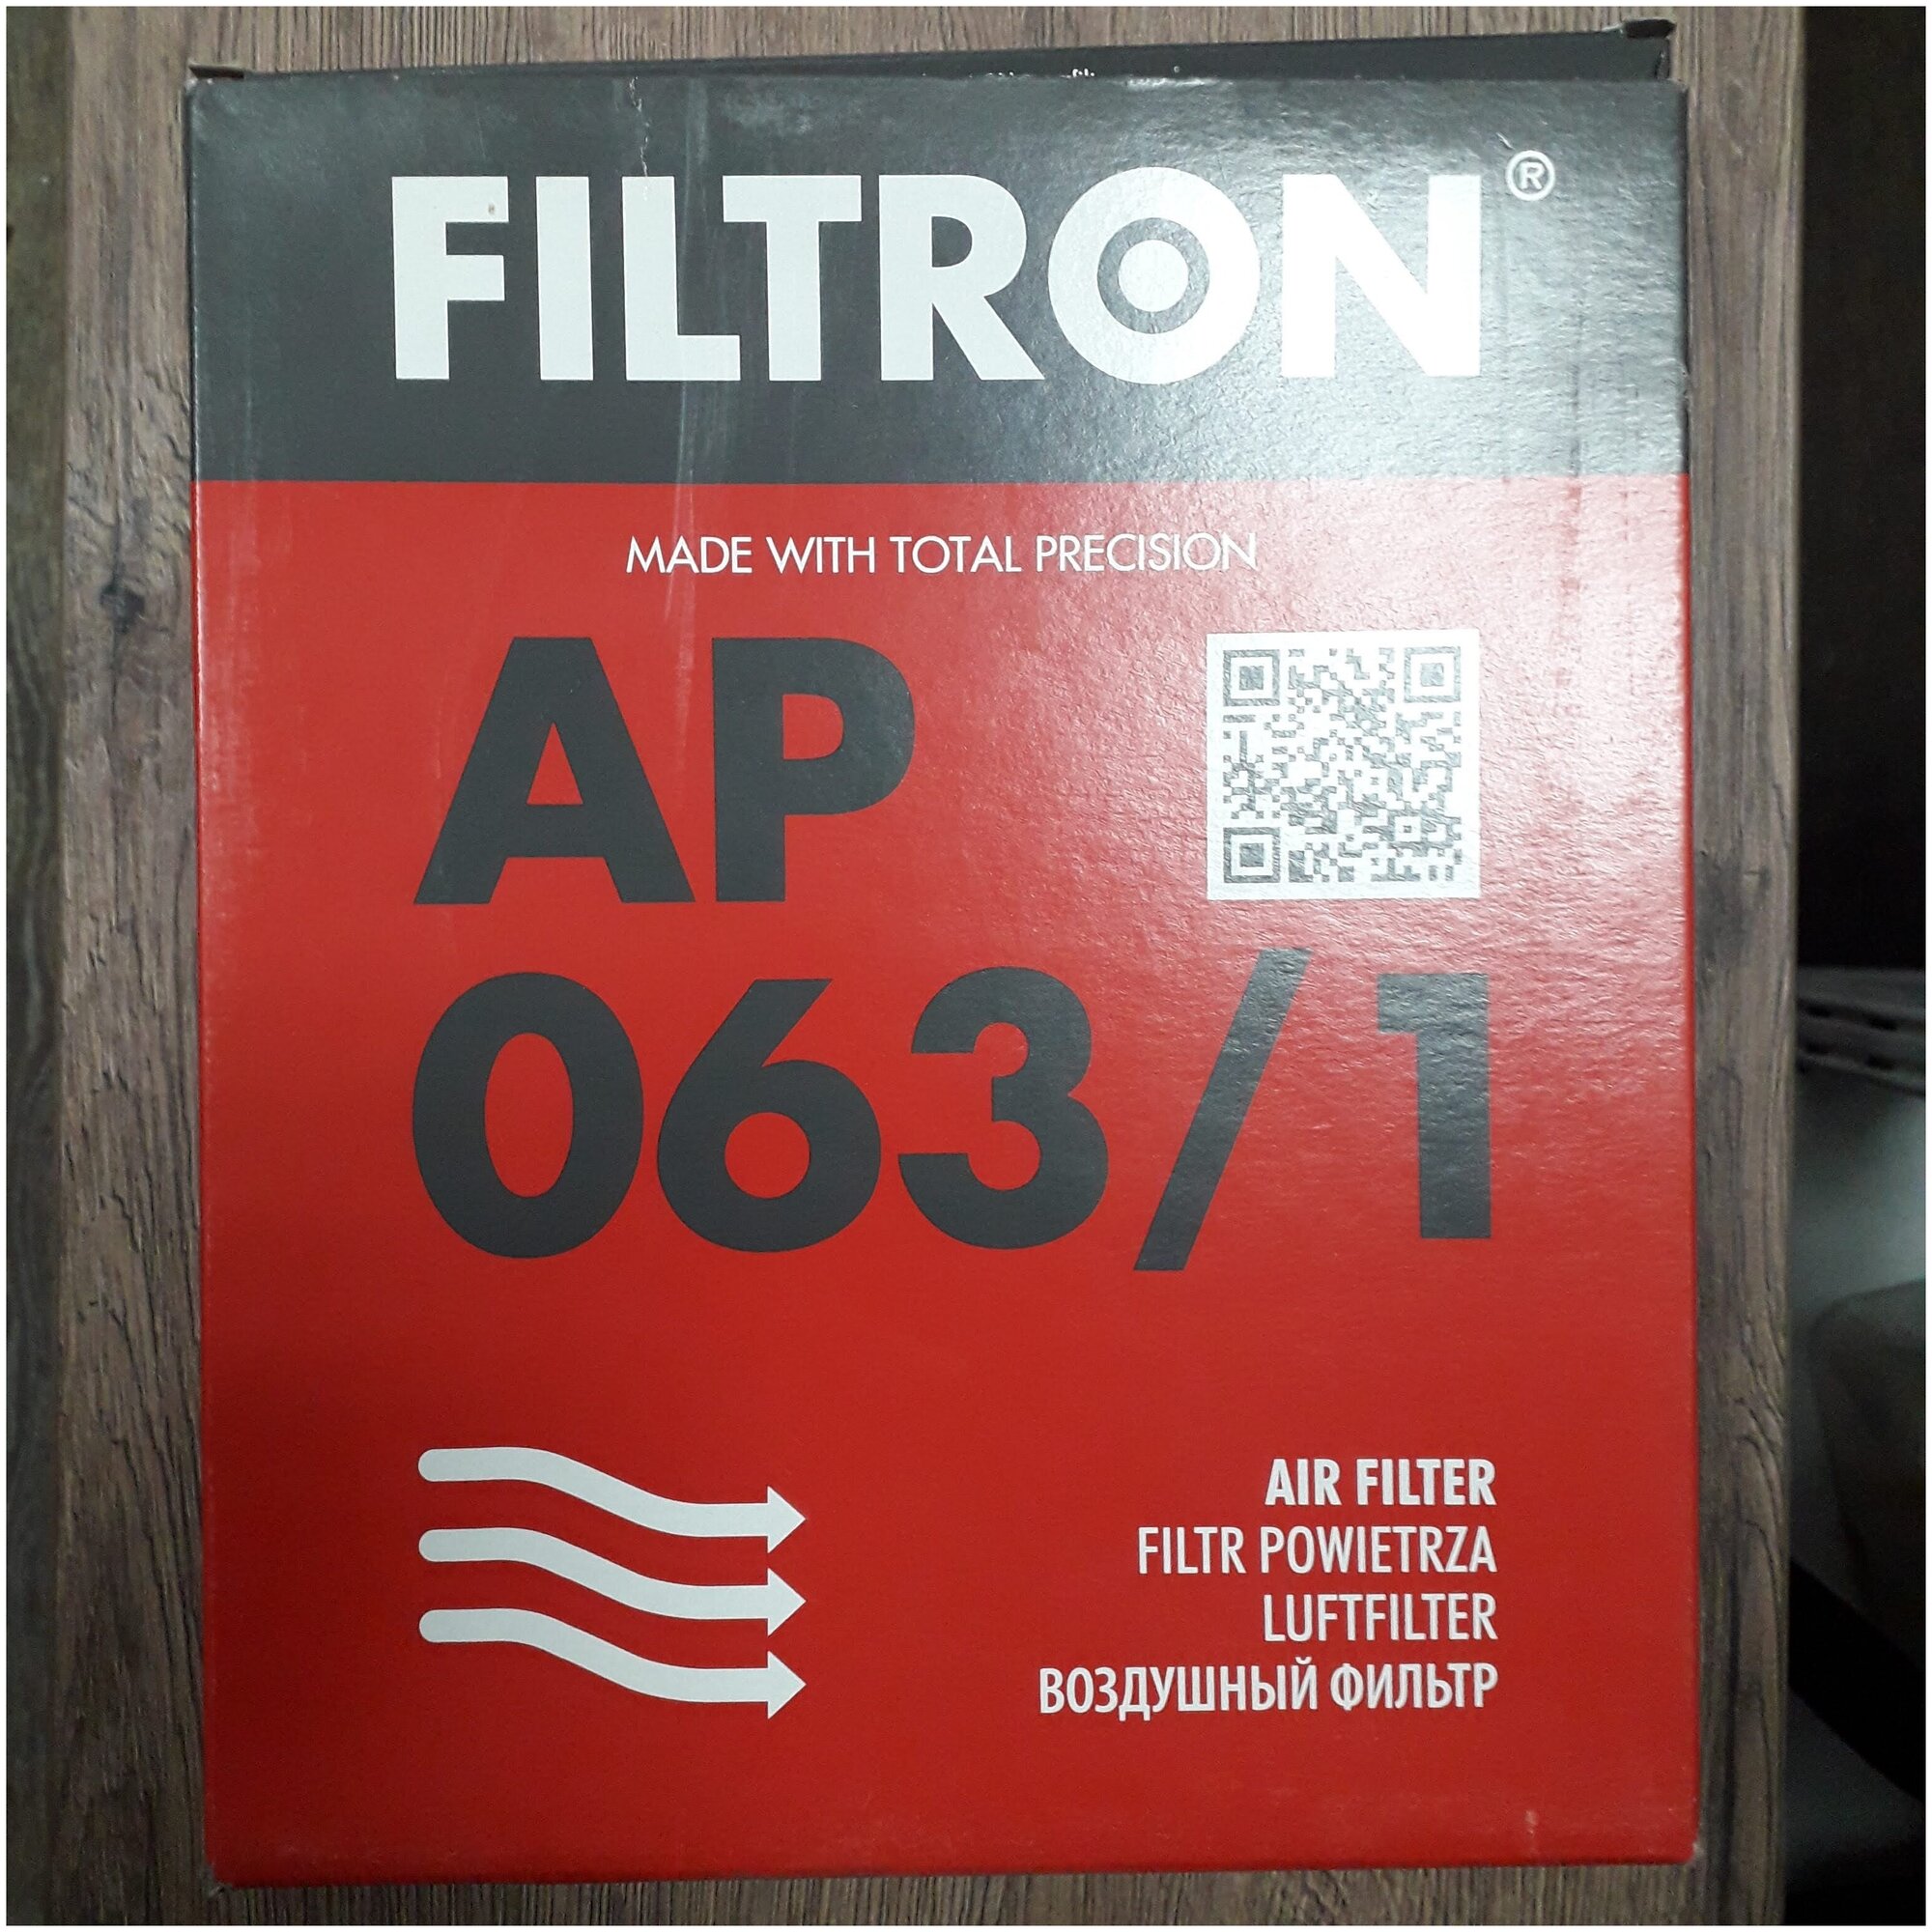 FILTRON®
MADE WITH TOTAL PRECISION
AP
063/1
AIR FILTER
FILTR POWIETRZA
LUFTFILTER
ВОЗДУШНЫЙ ФИЛЬТР